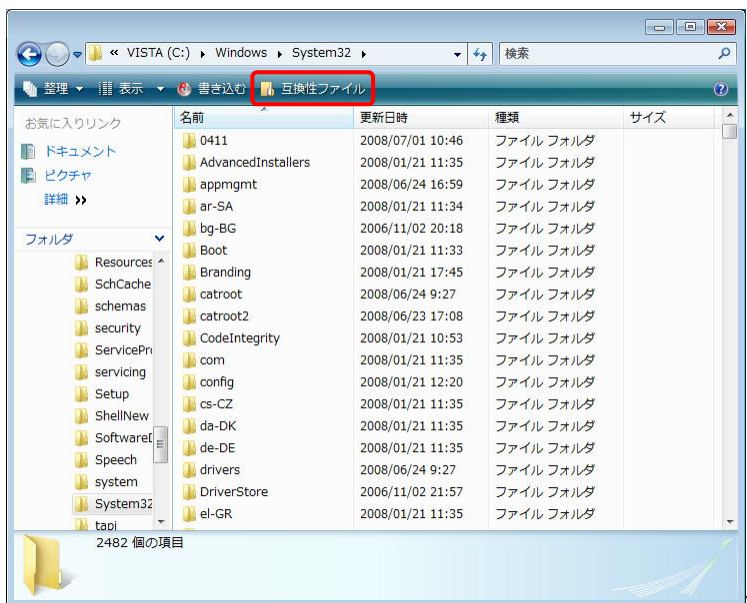 « VISTA (C:) ▸ Windows ▸ System32 ▸ 検索
整理 ▼ 表示 ▼ 書き込む 互換性ファイル
お気に入りリンク
ドキュメント
ピクチャ
詳細 »
フォルダ
Resources
SchCache
schemas
security
ServicePr
servicing
Setup
ShellNew
Software
Speech
system
System32
tapi
名前 更新日時 種類 サイズ
0411 2008/07/01 10:46 ファイル フォルダ
AdvancedInstallers 2008/01/21 11:35 ファイル フォルダ
appmgmt 2008/06/24 16:59 ファイル フォルダ
ar-SA 2008/01/21 11:34 ファイル フォルダ
bg-BG 2006/11/02 20:18 ファイル フォルダ
Boot 2008/01/21 11:33 ファイル フォルダ
Branding 2008/01/21 17:45 ファイル フォルダ
catroot 2008/06/24 9:27 ファイル フォルダ
catroot2 2008/06/23 17:08 ファイル フォルダ
CodeIntegrity 2008/01/21 10:53 ファイル フォルダ
com 2008/01/21 11:35 ファイル フォルダ
config 2008/01/21 12:20 ファイル フォルダ
cs-CZ 2008/01/21 11:35 ファイル フォルダ
da-DK 2008/01/21 11:35 ファイル フォルダ
de-DE 2008/01/21 11:35 ファイル フォルダ
drivers 2008/06/24 9:27 ファイル フォルダ
DriverStore 2006/11/02 21:57 ファイル フォルダ
el-GR 2008/01/21 11:35 ファイル フォルダ
2482 個の項目